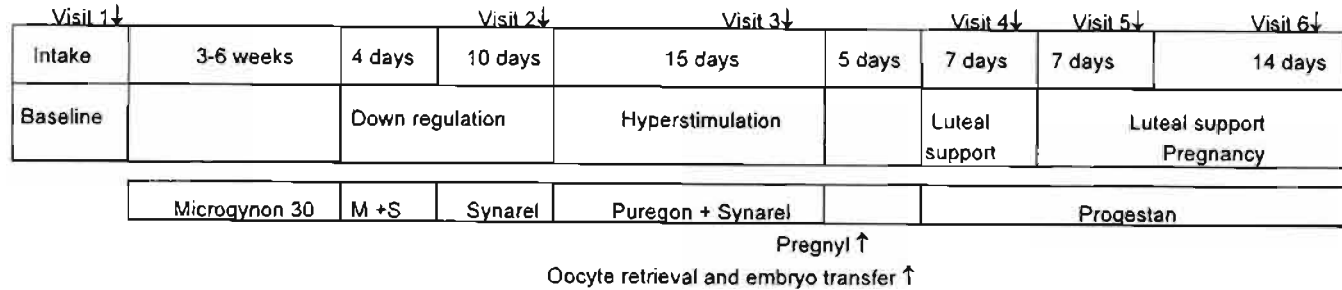 Visit 1↓ Visit 2↓ Visit 3↓ Visit 4↓ Visit 5↓ Visit 6↓
Intake 3-6 weeks 4 days 10 days 15 days 5 days 7 days 7 days 14 days
Baseline Down regulation Hyperstimulation Luteal Luteal support
support Pregnancy
Microgynon 30 M +S Synarel Puregon + Synarel Progestan
Pregnyl ↑
Oocyte retrieval and embryo transfer ↑